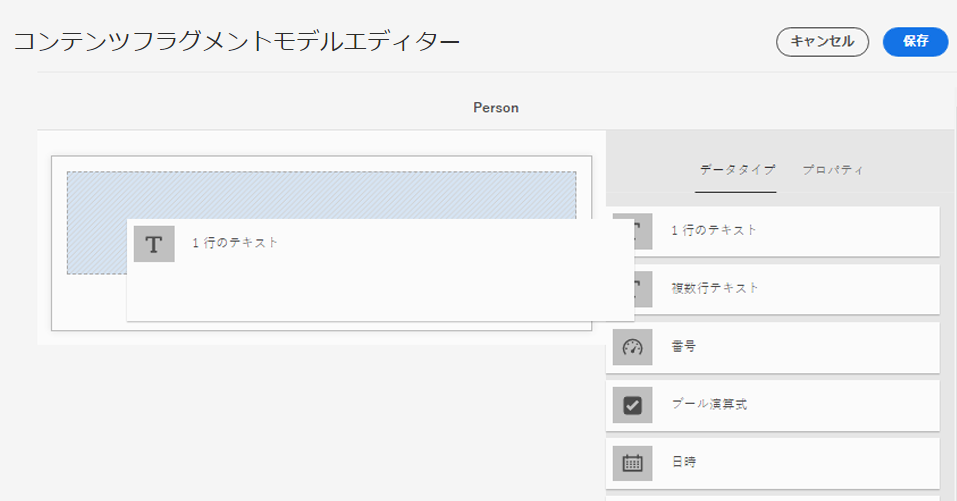 コンテンツフラグメントモデルエディター
キャンセル
保存
Person
データタイプ
プロパティ
1 行のテキスト
1 行のテキスト
複数行テキスト
番号
ブール演算式
日時